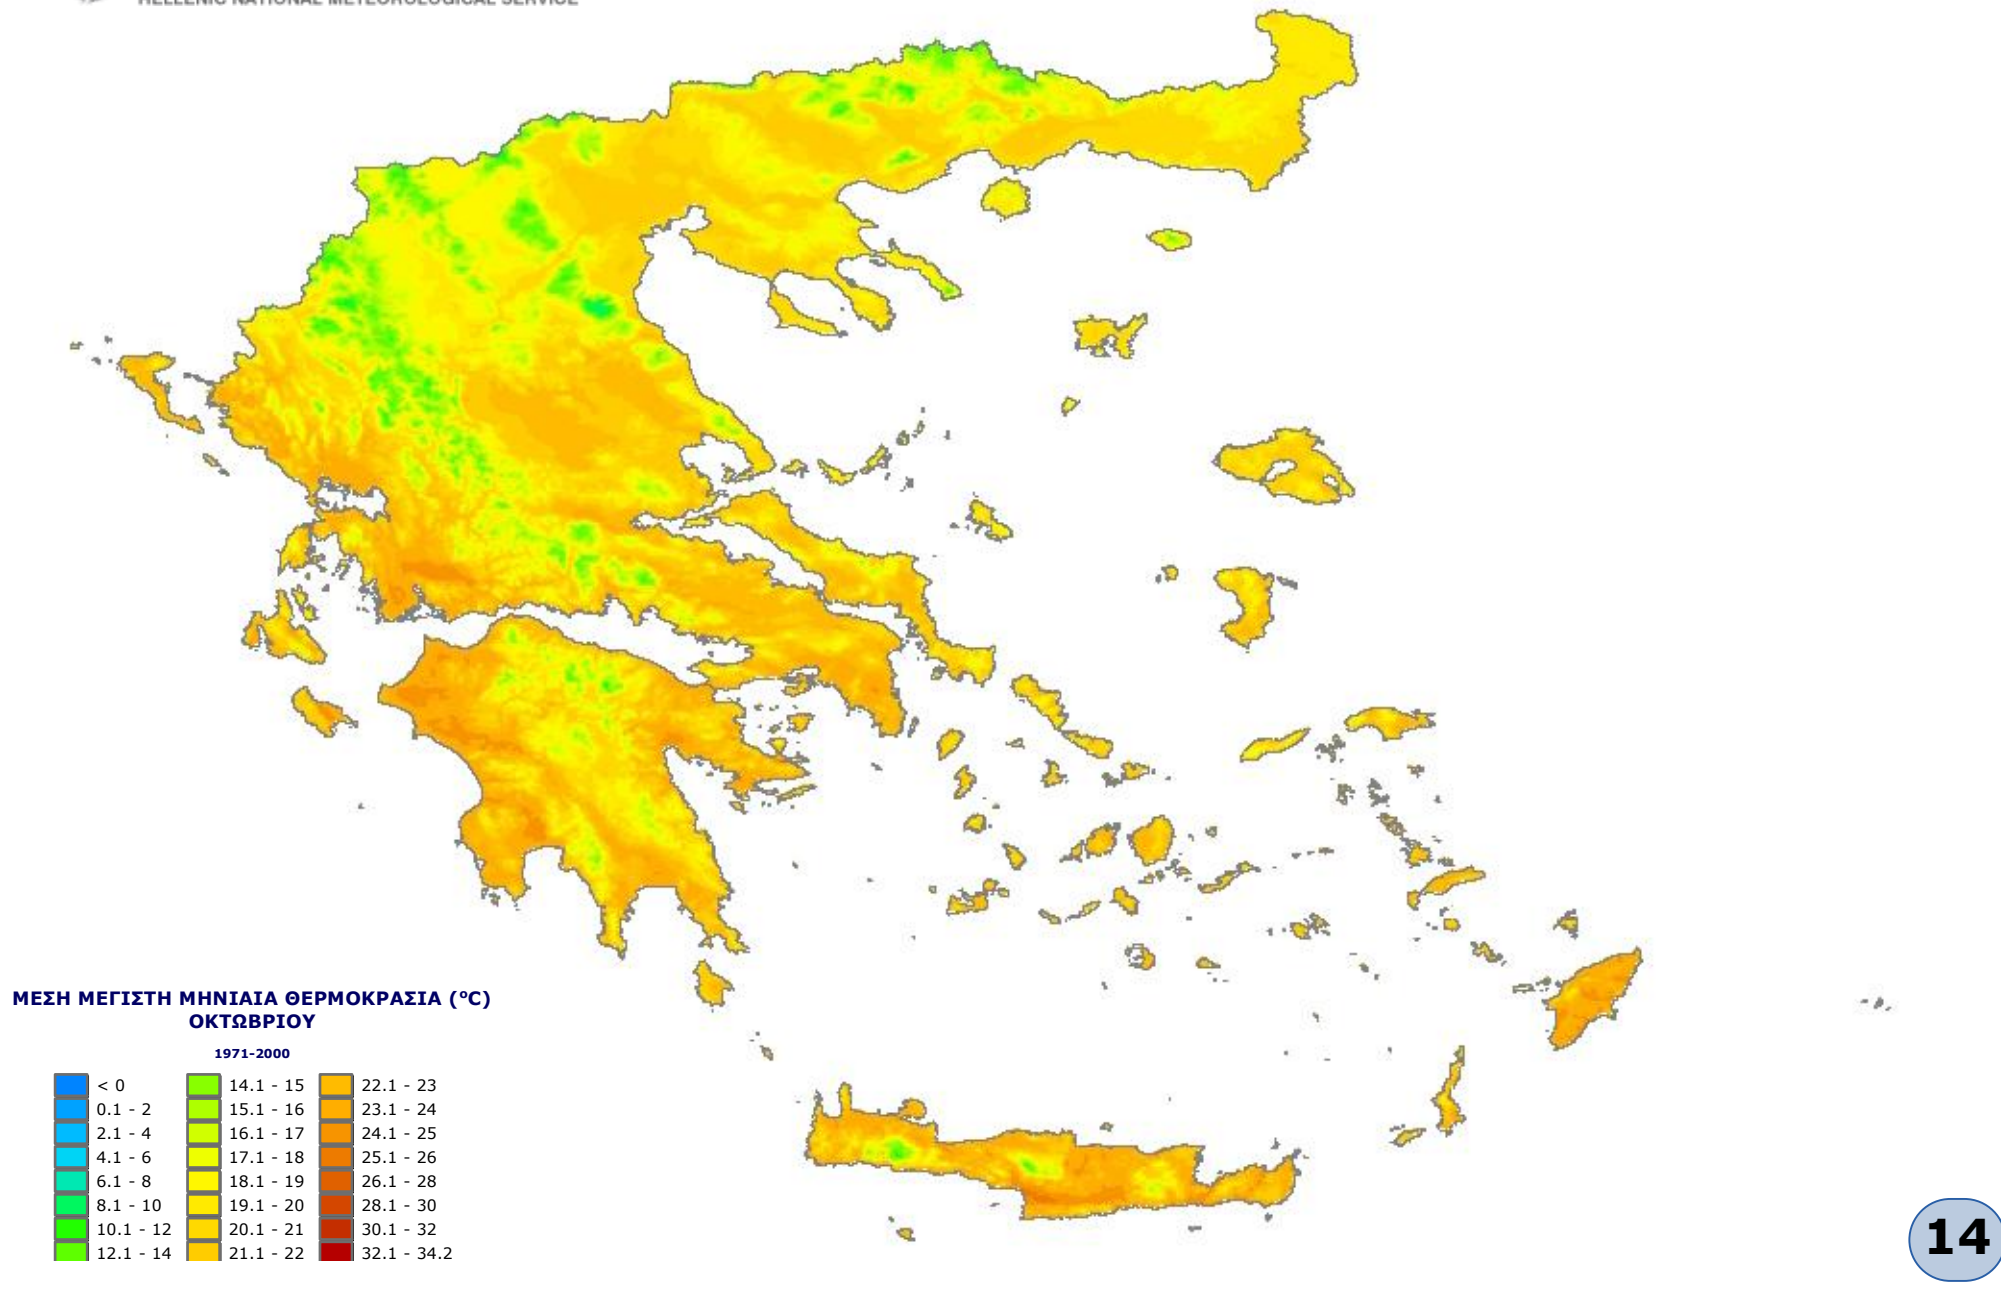 HELLENIC NATIONAL METEOROLOGICAL SERVICE
ΜΕΣΗ ΜΕΓΙΣΤΗ ΜΗΝΙΑΙΑ ΘΕΡΜΟΚΡΑΣΙΑ (°C)
ΟΚΤΩΒΡΙΟΥ
1971-2000
< 0
0.1 - 2
2.1 - 4
4.1 - 6
6.1 - 8
8.1 - 10
10.1 - 12
12.1 - 14
14.1 - 15
15.1 - 16
16.1 - 17
17.1 - 18
18.1 - 19
19.1 - 20
20.1 - 21
21.1 - 22
22.1 - 23
23.1 - 24
24.1 - 25
25.1 - 26
26.1 - 28
28.1 - 30
30.1 - 32
32.1 - 34.2
14